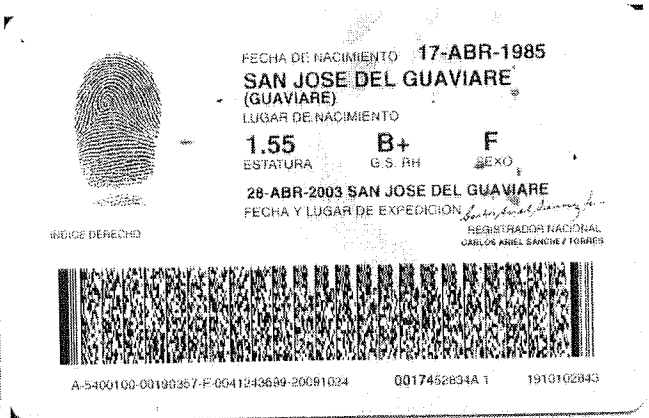 FECHA DE NACIMIENTO 17-ABR-1985
SAN JOSE DEL GUAVIARE
(GUAVIARE)
LUGAR DE NACIMIENTO
1.55 B+ F
ESTATURA G.S. RH SEXO
28-ABR-2003 SAN JOSE DEL GUAVIARE
FECHA Y LUGAR DE EXPEDICION
INDICE DERECHO
REGISTRADOR NACIONAL
CARLOS ARIEL SANCHEZ TORRES
A-5400100-00190357-F-0041243699-20091024 0017452834A 1 1910102843